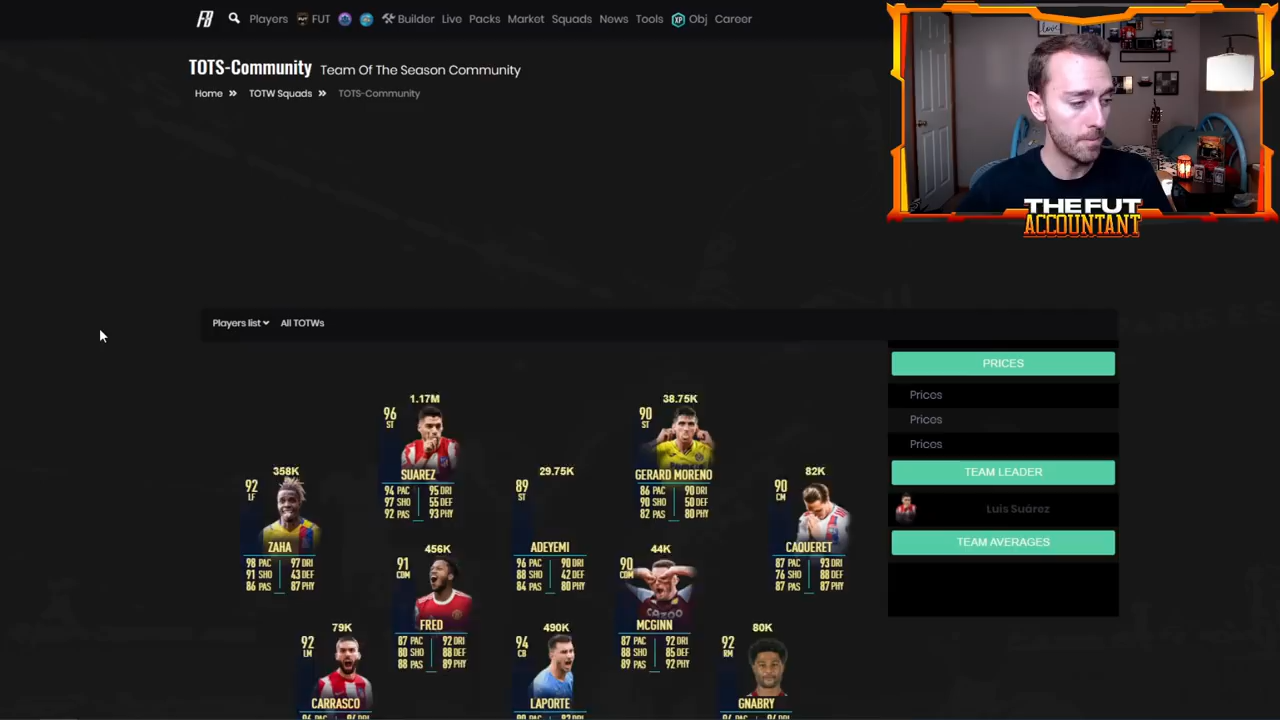 FB Players FUT Builder Live Packs Market Squads News Tools XP Obj Career
TOTS-Community Team Of The Season Community
Home » TOTW Squads » TOTS-Community
THE FUT
ACCOUNTANT
Players list All TOTWs
PRICES
Prices
Prices
Prices
TEAM LEADER
Luis Suárez
TEAM AVERAGES
1.17M
96
ST
SUAREZ
94 PAC 95 DRI
97 SHO 55 DEF
92 PAS 93 PHY
38.75K
90
ST
GERARD MORENO
86 PAC 90 DRI
90 SHO 50 DEF
82 PAS 80 PHY
358K
92
LF
ZAHA
98 PAC 97 DRI
91 SHO 43 DEF
86 PAS 87 PHY
29.75K
89
ST
ADEYEMI
96 PAC 90 DRI
88 SHO 42 DEF
84 PAS 80 PHY
82K
90
CM
CAQUERET
87 PAC 93 DRI
76 SHO 88 DEF
87 PAS 87 PHY
456K
91
CDM
FRED
87 PAC 92 DRI
80 SHO 88 DEF
88 PAS 89 PHY
44K
90
CDM
CAZOO
MCGINN
87 PAC 92 DRI
88 SHO 85 DEF
89 PAS 92 PHY
79K
92
LM
CARRASCO
490K
94
CB
LAPORTE
80K
92
RM
GNABRY